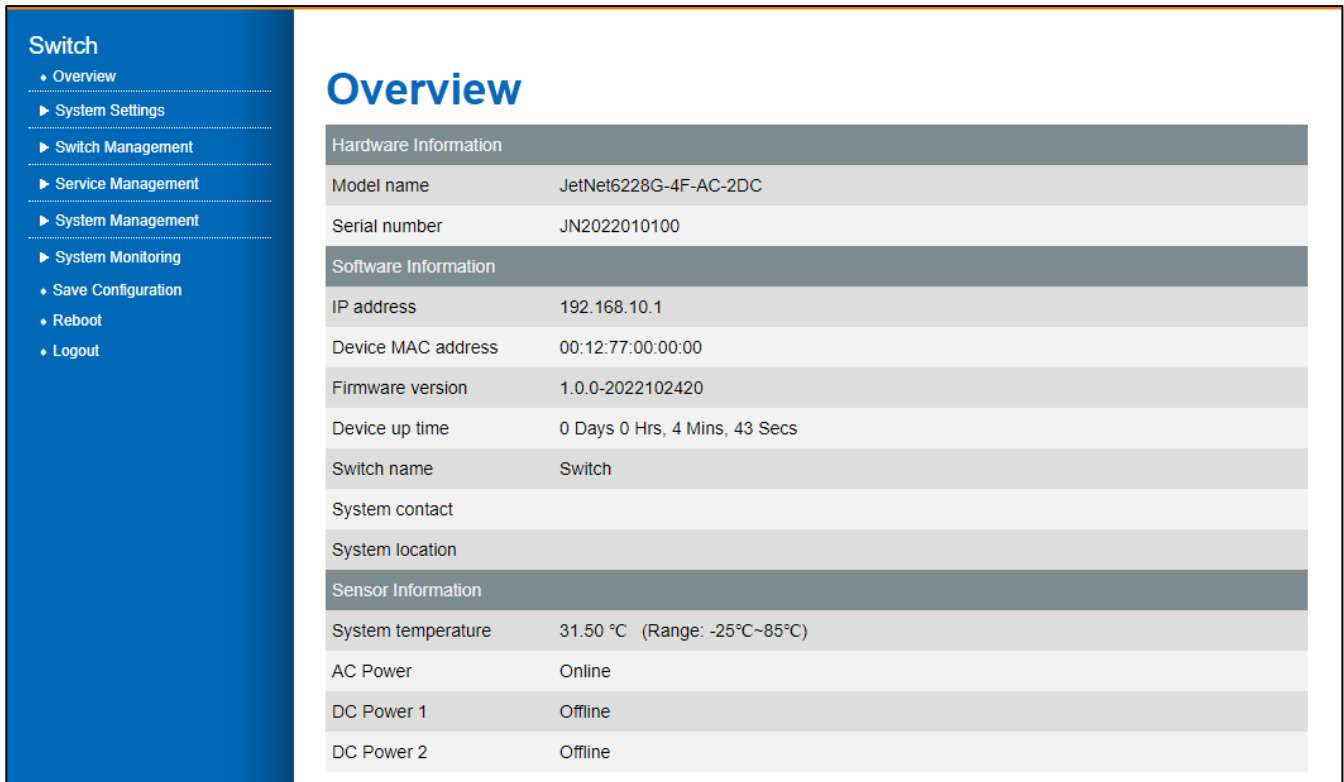 Switch
Overview
System Settings
Switch Management
Service Management
System Management
System Monitoring
Save Configuration
Reboot
Logout
Overview
Hardware Information
Model name JetNet6228G-4F-AC-2DC
Serial number JN2022010100
Software Information
IP address 192.168.10.1
Device MAC address 00:12:77:00:00:00
Firmware version 1.0.0-2022102420
Device up time 0 Days 0 Hrs, 4 Mins, 43 Secs
Switch name Switch
System contact
System location
Sensor Information
System temperature 31.50 ℃ (Range: -25℃~85℃)
AC Power Online
DC Power 1 Offline
DC Power 2 Offline